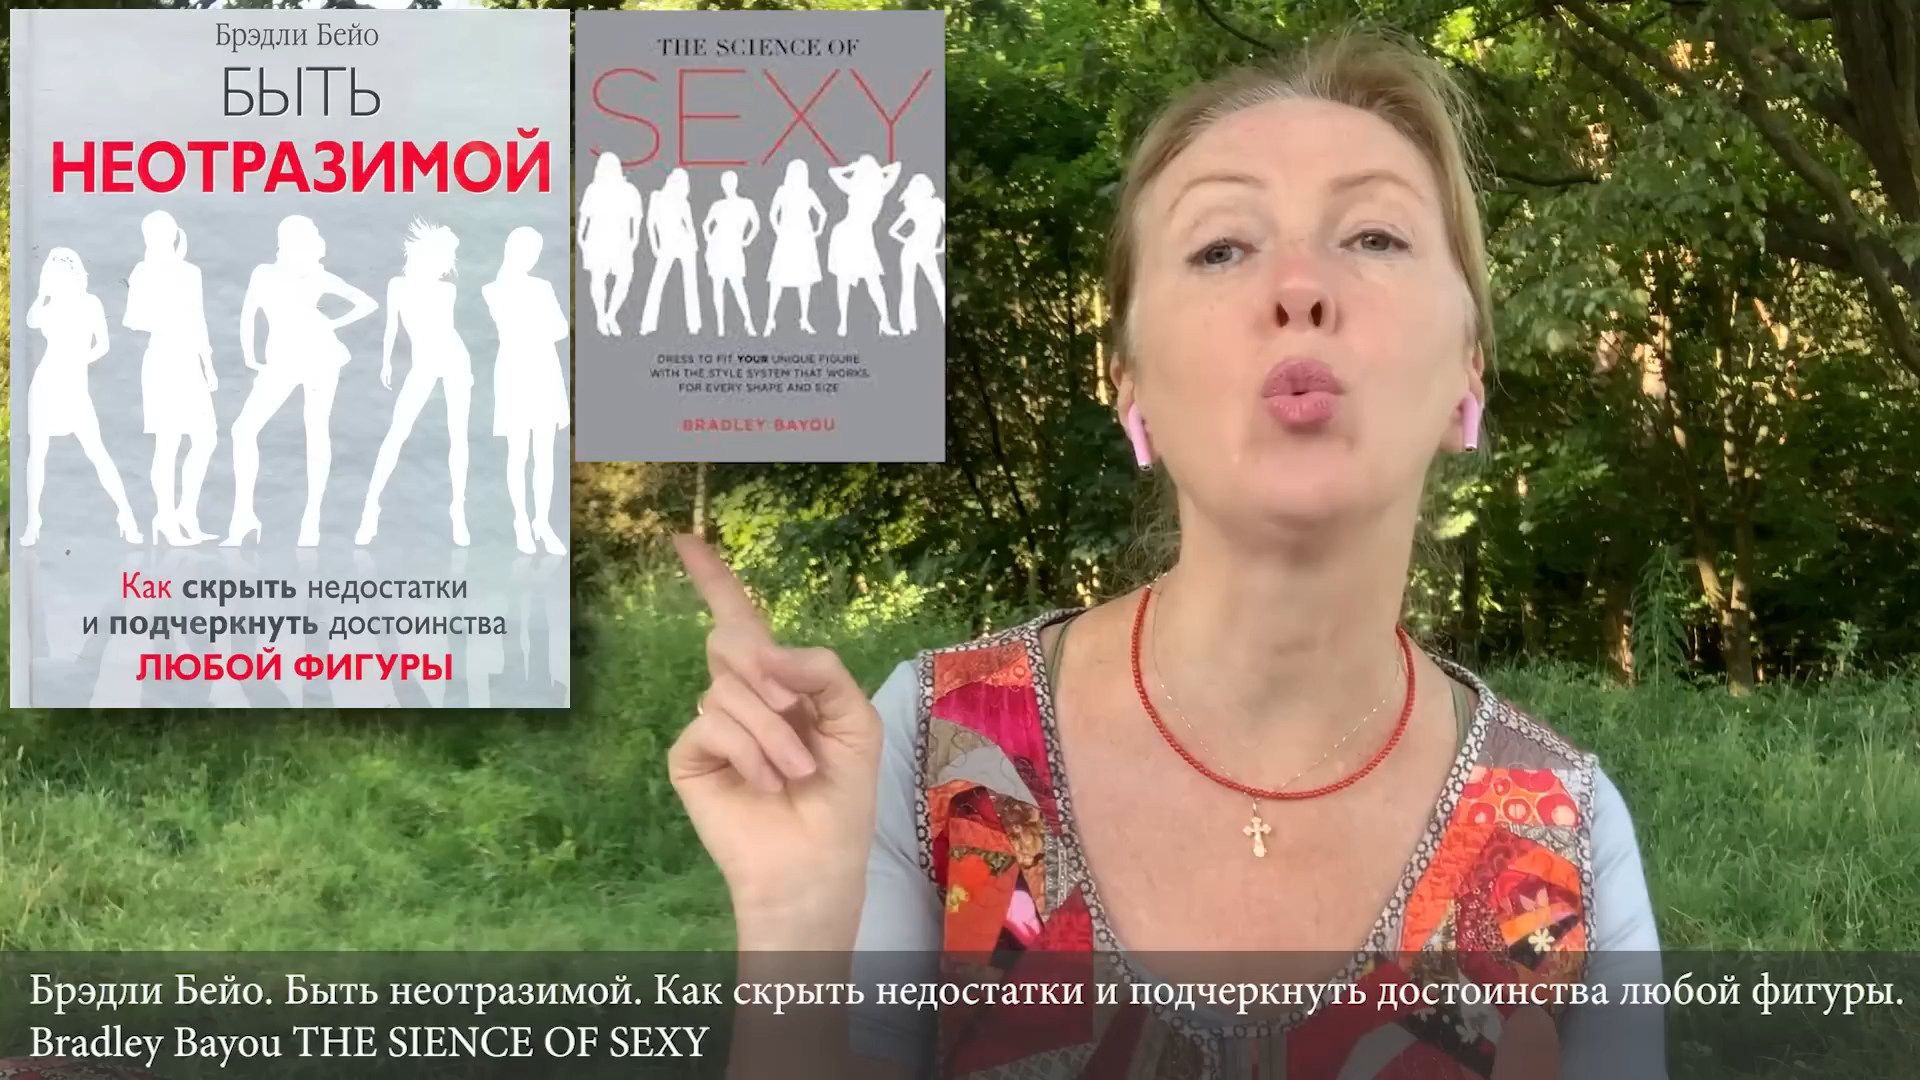 Брэдли Бейо
БЫТЬ
НЕОТРАЗИМОЙ
Как скрыть недостатки
и подчеркнуть достоинства
ЛЮБОЙ ФИГУРЫ
THE SCIENCE OF
SEXY
DRESS TO FIT YOUR UNIQUE FIGURE
WITH THE STYLE SYSTEM THAT WORKS
FOR EVERY SHAPE AND SIZE
BRADLEY BAYOU
Брэдли Бейо. Быть неотразимой. Как скрыть недостатки и подчеркнуть достоинства любой фигуры.
Bradley Bayou THE SIENCE OF SEXY